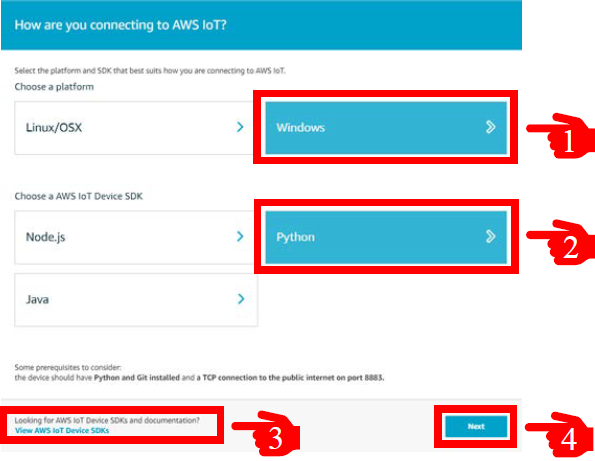 How are you connecting to AWS IoT?
Select the platform and SDK that best suits how you are connecting to AWS IoT.
Choose a platform
Linux/OSX
Windows
1
Choose a AWS IoT Device SDK
Node.js
Python
2
Java
Some prerequisites to consider:
the device should have Python and Git installed and a TCP connection to the public internet on port 8883.
Looking for AWS IoT Device SDKs and documentation?
View AWS IoT Device SDKs
3
Next
4